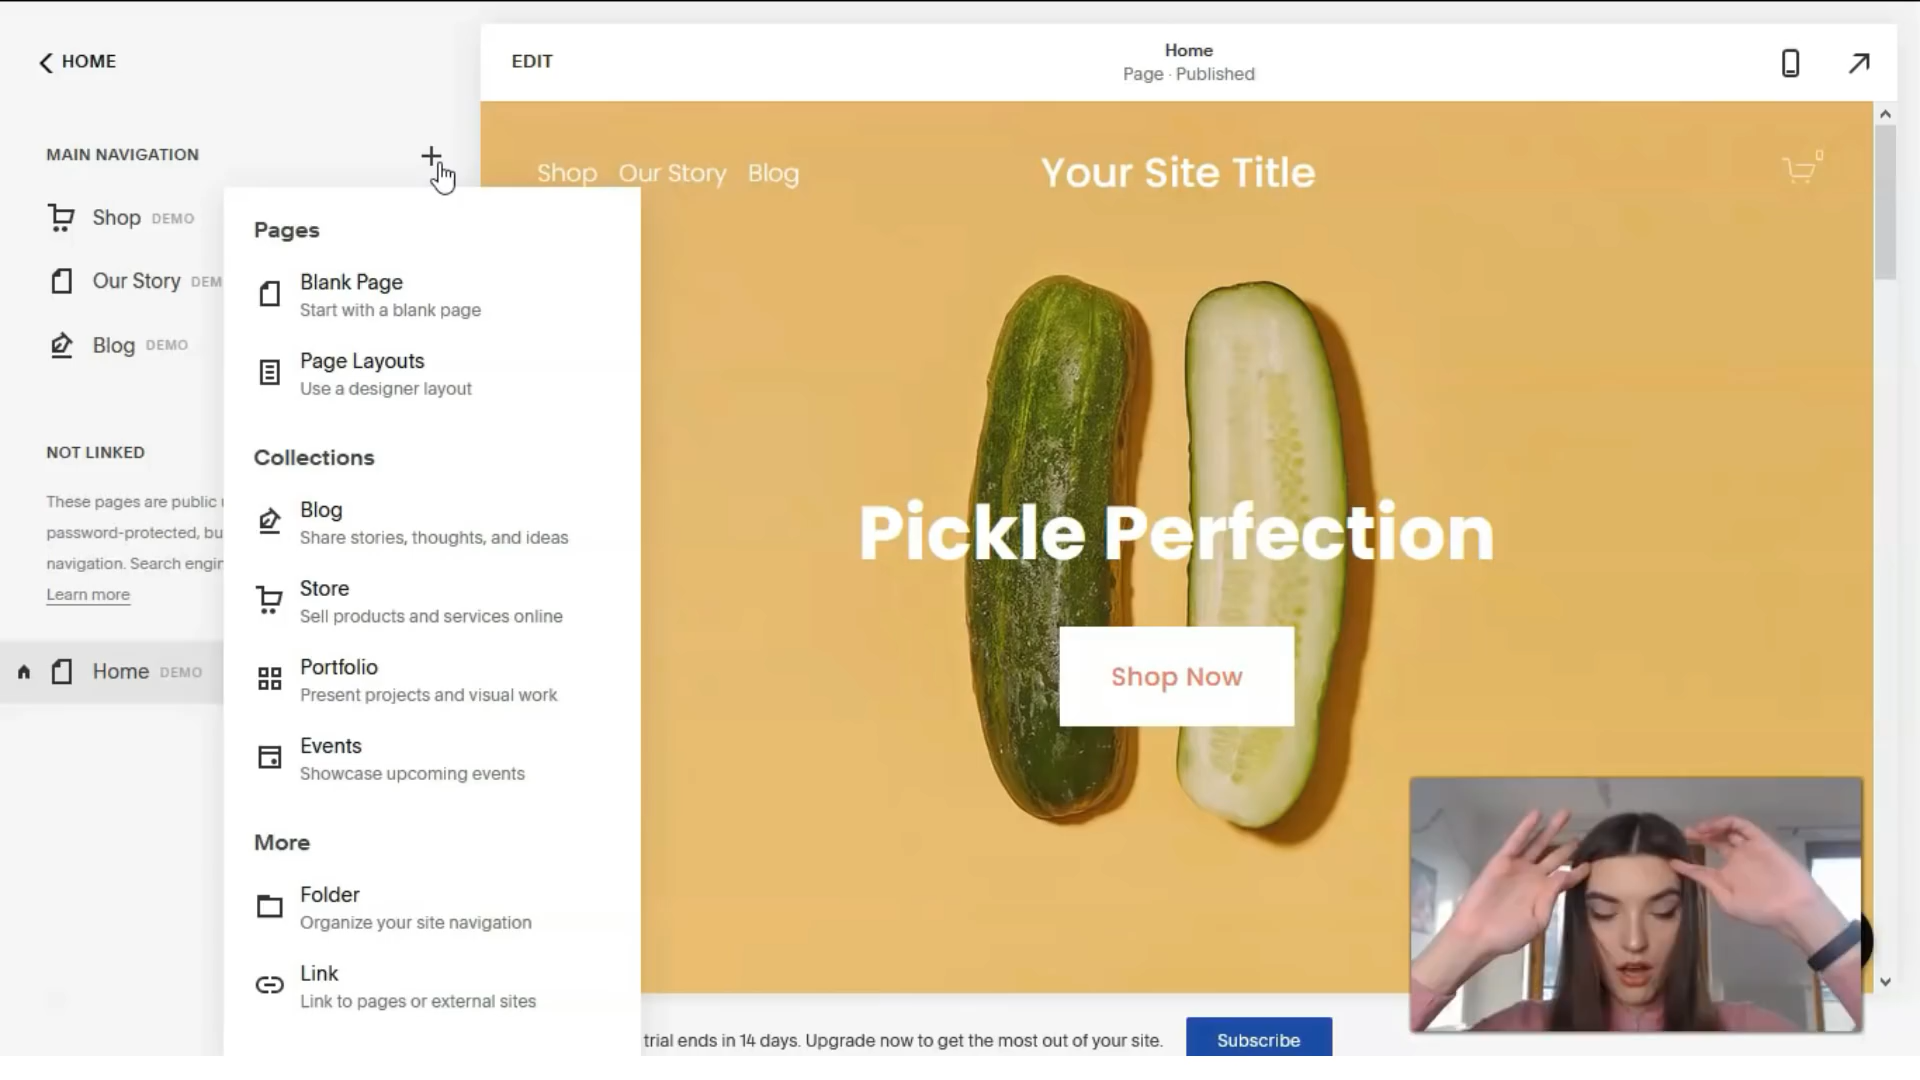 HOME
MAIN NAVIGATION
Shop DEMO
Our Story DEM
Blog DEMO
NOT LINKED
These pages are public
password-protected, bu
navigation. Search engin
Learn more
Home DEMO
Pages
Blank Page
Start with a blank page
Page Layouts
Use a designer layout
Collections
Blog
Share stories, thoughts, and ideas
Store
Sell products and services online
Portfolio
Present projects and visual work
Events
Showcase upcoming events
More
Folder
Organize your site navigation
Link
Link to pages or external sites
EDIT
Home
Page · Published
Shop Our Story Blog
Your Site Title
0
Pickle Perfection
Shop Now
trial ends in 14 days. Upgrade now to get the most out of your site.
Subscribe